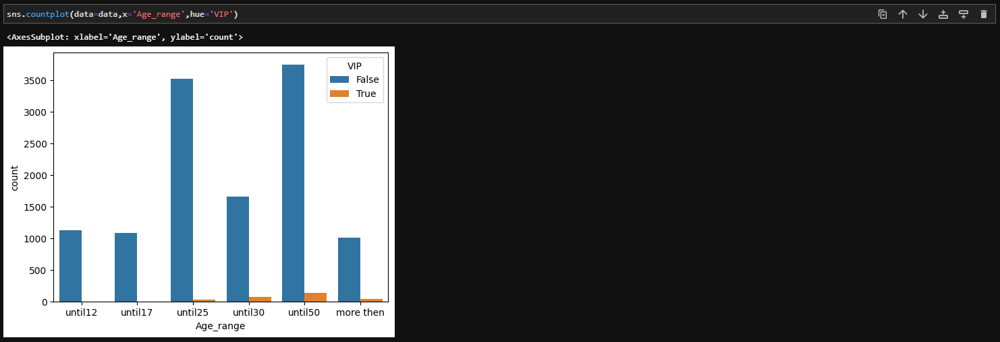 sns.countplot(data=data,x='Age_range',hue='VIP')
<AxesSubplot: xlabel='Age_range', ylabel='count'>
VIP
False
True
3500
3000
2500
2000
1500
1000
500
0
count
until12 until17 until25 until30 until50 more then
Age_range